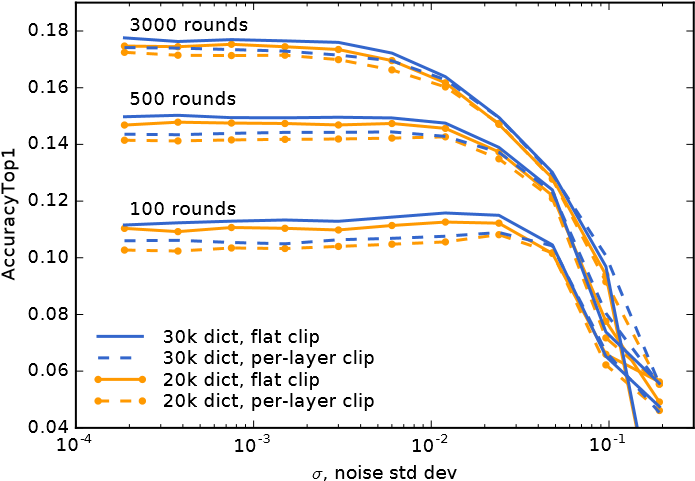 0.18
0.16
0.14
0.12
0.10
0.08
0.06
0.04
AccuracyTop1
3000 rounds
500 rounds
100 rounds
30k dict, flat clip
30k dict, per-layer clip
20k dict, flat clip
20k dict, per-layer clip
10⁻⁴ 10⁻³ 10⁻² 10⁻¹
σ, noise std dev